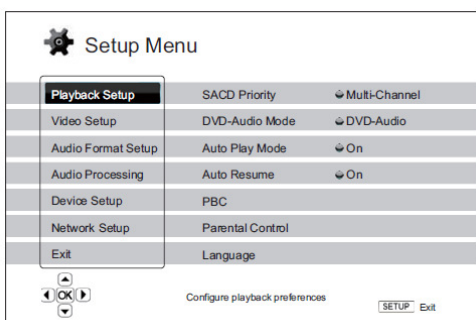 Setup Menu
Playback Setup SACD Priority Multi-Channel
Video Setup DVD-Audio Mode DVD-Audio
Audio Format Setup Auto Play Mode On
Audio Processing Auto Resume On
Device Setup PBC
Network Setup Parental Control
Exit Language
OK Configure playback preferences SETUP Exit